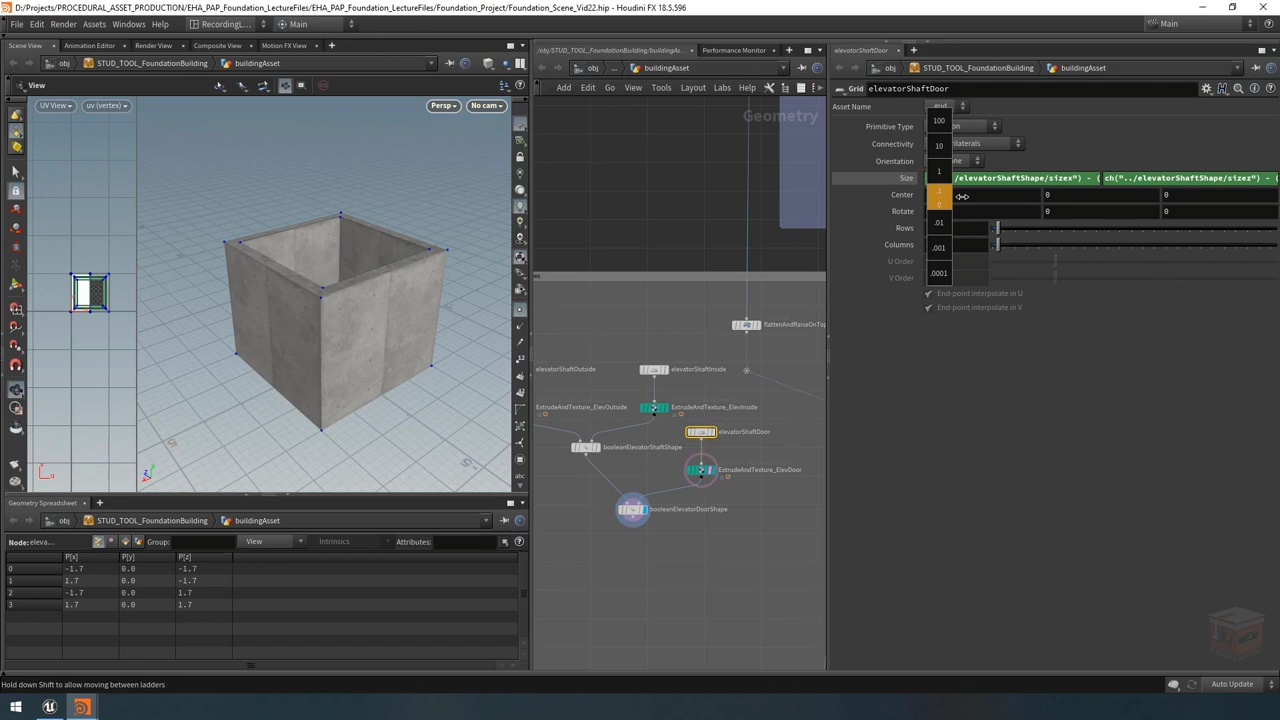 D:/Projects/PROCEDURAL_ASSET_PRODUCTION/EHA_PAP_Foundation_LectureFiles/EHA_PAP_Foundation_LectureFiles/Foundation_Project/Foundation_Scene_Vid22.hip - Houdini FX 18.5.596
File Edit Render Assets Windows Help RecordingL... Main Main
Scene View Animation Editor Render View Composite View Motion FX View
obj STUD_TOOL_FoundationBuilding buildingAsset
View
UV View uv (vertex) Persp No cam
/obj/STUD_TOOL_FoundationBuilding/buildingAs... Performance Monitor
obj ... buildingAsset
Add Edit Go View Tools Layout Labs Help
Geometry
flattenAndRaiseOnTop
elevatorShaftOutside elevatorShaftInside
ExtrudeAndTexture_ElevOutside ExtrudeAndTexture_ElevInside
elevatorShaftDoor
booleanElevatorShaftShape
ExtrudeAndTexture_ElevDoor
booleanElevatorDoorShape
elevatorShaftDoor
obj STUD_TOOL_FoundationBuilding buildingAsset
Grid elevatorShaftDoor
Asset Name grid
Primitive Type on
Connectivity ilaterals
Orientation ne
Size /elevatorShaftShape/sizex") - ( ch("../elevatorShaftShape/sizez") - (
Center 0 0
Rotate 0 0
Rows
Columns
U Order
V Order
End-point interpolate in U
End-point interpolate in V
100
10
1
.1
0
.01
.001
.0001
Geometry Spreadsheet
obj STUD_TOOL_FoundationBuilding buildingAsset
Node: eleva... Group: View Intrinsics Attributes:
P[x] P[y] P[z]
0 -1.7 0.0 -1.7
1 1.7 0.0 -1.7
2 -1.7 0.0 1.7
3 1.7 0.0 1.7
Hold down Shift to allow moving between ladders
Auto Update